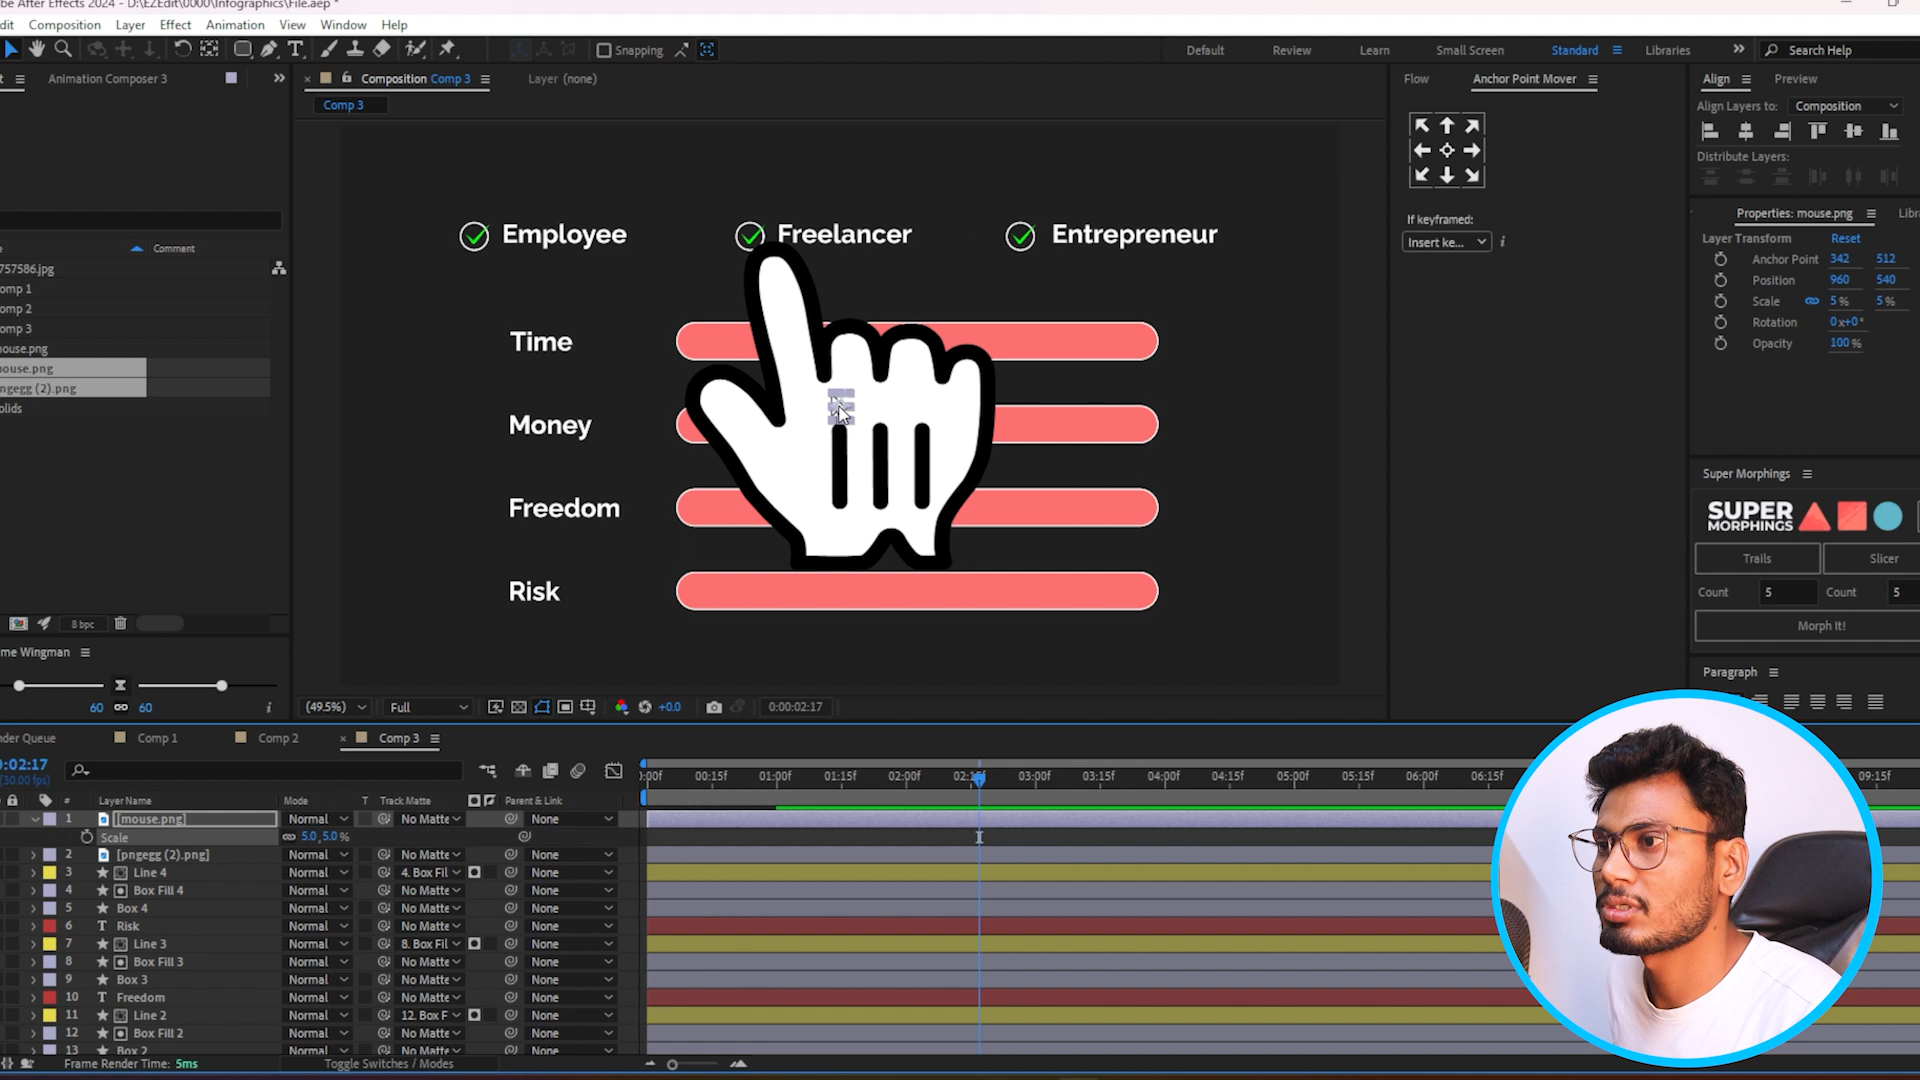 be After Effects 2024 - D:\EZEdit\0000\Infographics\File.aep *
dit Composition Layer Effect Animation View Window Help
Snapping
Default Review Learn Small Screen Standard Libraries Search Help
Animation Composer 3
Composition Comp 3
Layer (none)
Flow
Anchor Point Mover
Align
Preview
Comp 3
Align Layers to: Composition
Distribute Layers:
If keyframed:
Insert ke...
Properties: mouse.png
Libra
Layer Transform Reset
Anchor Point 342 512
Position 960 540
Scale 5 % 5 %
Rotation 0x+0°
Opacity 100 %
Comment
757586.jpg
omp 1
omp 2
omp 3
nouse.png
nouse.png
ngegg (2).png
olids
Employee
Freelancer
Entrepreneur
Time
Money
Freedom
Risk
Super Morphings
SUPER
MORPHINGS
Trails Slicer
Count 5 Count 5
Morph It!
Paragraph
8 bpc
me Wingman
60 60
(49.5%) Full +0.0 0:00:02:17
nder Queue Comp 1 Comp 2 Comp 3
0:02:17
(30.00 fps)
:00f 00:15f 01:00f 01:15f 02:00f 02:15f 03:00f 03:15f 04:00f 04:15f 05:00f 05:15f 06:00f 06:15f 09:15f
# Layer Name Mode T Track Matte Parent & Link
1 [mouse.png] Normal No Matte None
Scale 5.0,5.0%
2 [pngegg (2).png] Normal No Matte None
3 Line 4 Normal 4. Box Fil None
4 Box Fill 4 Normal No Matte None
5 Box 4 Normal No Matte None
6 T Risk Normal No Matte None
7 Line 3 Normal 8. Box Fil None
8 Box Fill 3 Normal No Matte None
9 Box 3 Normal No Matte None
10 T Freedom Normal No Matte None
11 Line 2 Normal 12. Box F None
12 Box Fill 2 Normal No Matte None
13 Box 2 Normal No Matte None
Frame Render Time: 5ms
Toggle Switches / Modes